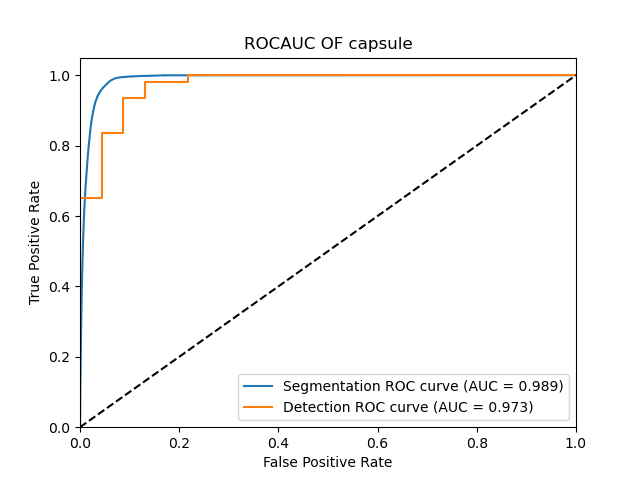 ROCAUC OF capsule
True Positive Rate
1.0
0.8
0.6
0.4
0.2
0.0
Segmentation ROC curve (AUC = 0.989)
Detection ROC curve (AUC = 0.973)
0.0 0.2 0.4 0.6 0.8 1.0
False Positive Rate